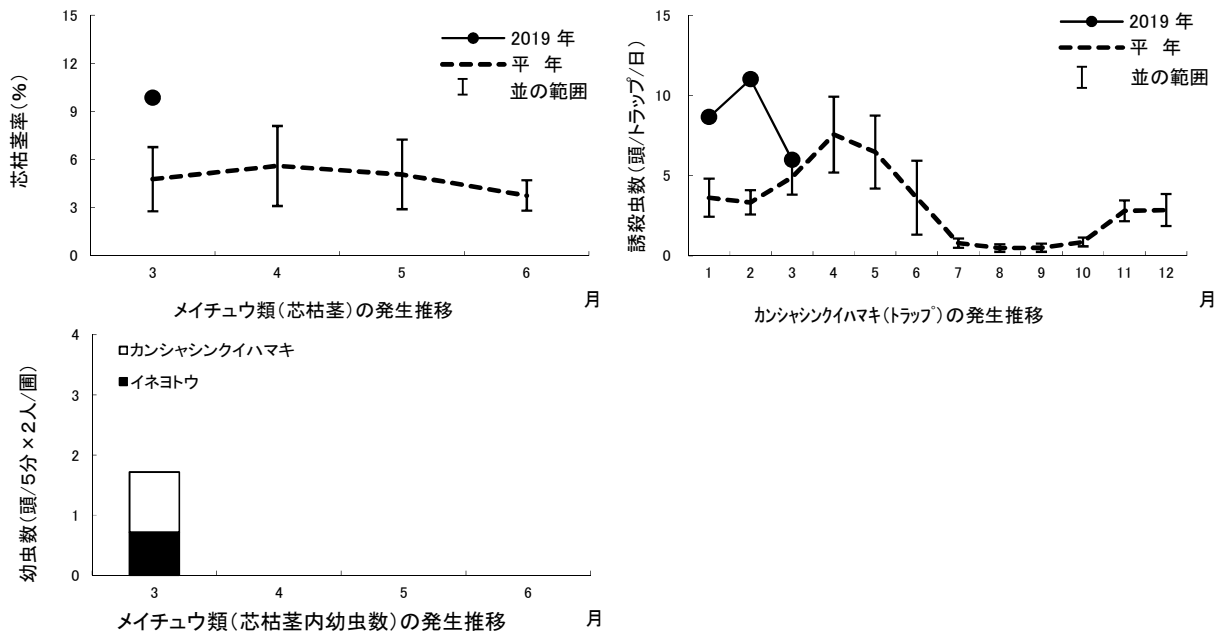 芯枯茎率(%)
15
12
9
6
3
0
2019 年
平 年
並の範囲
3 4 5 6
月
メイチュウ類(芯枯茎)の発生推移
誘殺虫数(頭/トラップ/日)
15
10
5
0
2019 年
平 年
並の範囲
1 2 3 4 5 6 7 8 9 10 11 12
月
カンシャシンクイハマキ(トラップ)の発生推移
幼虫数(頭/5分×2人/圃)
4
3
2
1
0
□カンシャシンクイハマキ
■イネヨトウ
3 4 5 6
月
メイチュウ類(芯枯茎内幼虫数)の発生推移